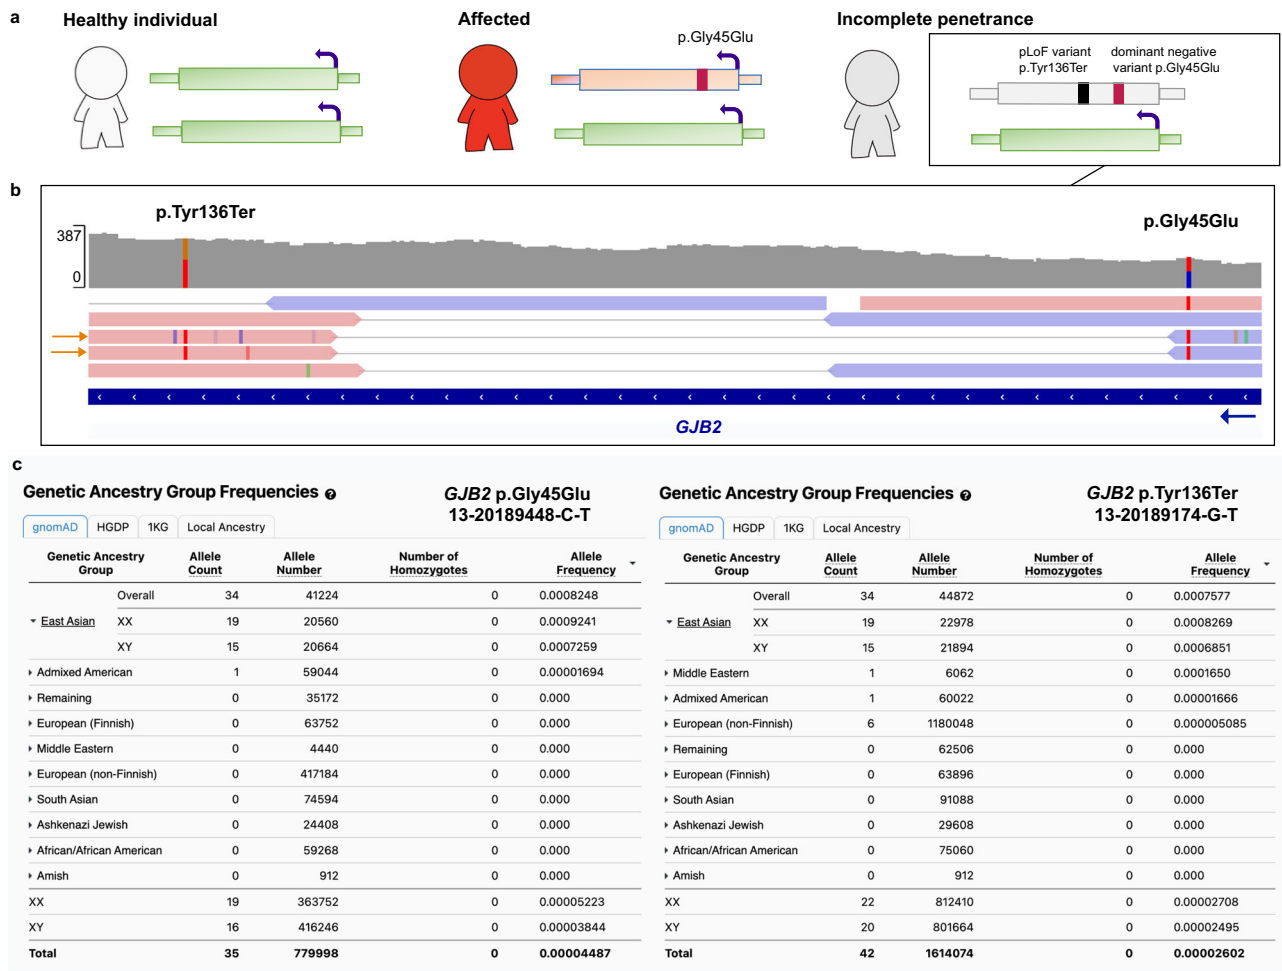 a
Healthy individual
Affected
Incomplete penetrance
p.Gly45Glu
pLoF variant dominant negative
p.Tyr136Ter variant p.Gly45Glu
b
p.Tyr136Ter
p.Gly45Glu
387
0
GJB2
c
Genetic Ancestry Group Frequencies ?
GJB2 p.Gly45Glu
13-20189448-C-T
gnomAD HGDP 1KG Local Ancestry
Genetic Ancestry Group Allele Count Allele Number Number of Homozygotes Allele Frequency
Overall 34 41224 0 0.0008248
East Asian XX 19 20560 0 0.0009241
XY 15 20664 0 0.0007259
Admixed American 1 59044 0 0.00001694
Remaining 0 35172 0 0.000
European (Finnish) 0 63752 0 0.000
Middle Eastern 0 4440 0 0.000
European (non-Finnish) 0 417184 0 0.000
South Asian 0 74594 0 0.000
Ashkenazi Jewish 0 24408 0 0.000
African/African American 0 59268 0 0.000
Amish 0 912 0 0.000
XX 19 363752 0 0.00005223
XY 16 416246 0 0.00003844
Total 35 779998 0 0.00004487
Genetic Ancestry Group Frequencies ?
GJB2 p.Tyr136Ter
13-20189174-G-T
gnomAD HGDP 1KG Local Ancestry
Genetic Ancestry Group Allele Count Allele Number Number of Homozygotes Allele Frequency
Overall 34 44872 0 0.0007577
East Asian XX 19 22978 0 0.0008269
XY 15 21894 0 0.0006851
Middle Eastern 1 6062 0 0.0001650
Admixed American 1 60022 0 0.00001666
European (non-Finnish) 6 1180048 0 0.000005085
Remaining 0 62506 0 0.000
European (Finnish) 0 63896 0 0.000
South Asian 0 91088 0 0.000
Ashkenazi Jewish 0 29608 0 0.000
African/African American 0 75060 0 0.000
Amish 0 912 0 0.000
XX 22 812410 0 0.00002708
XY 20 801664 0 0.00002495
Total 42 1614074 0 0.00002602